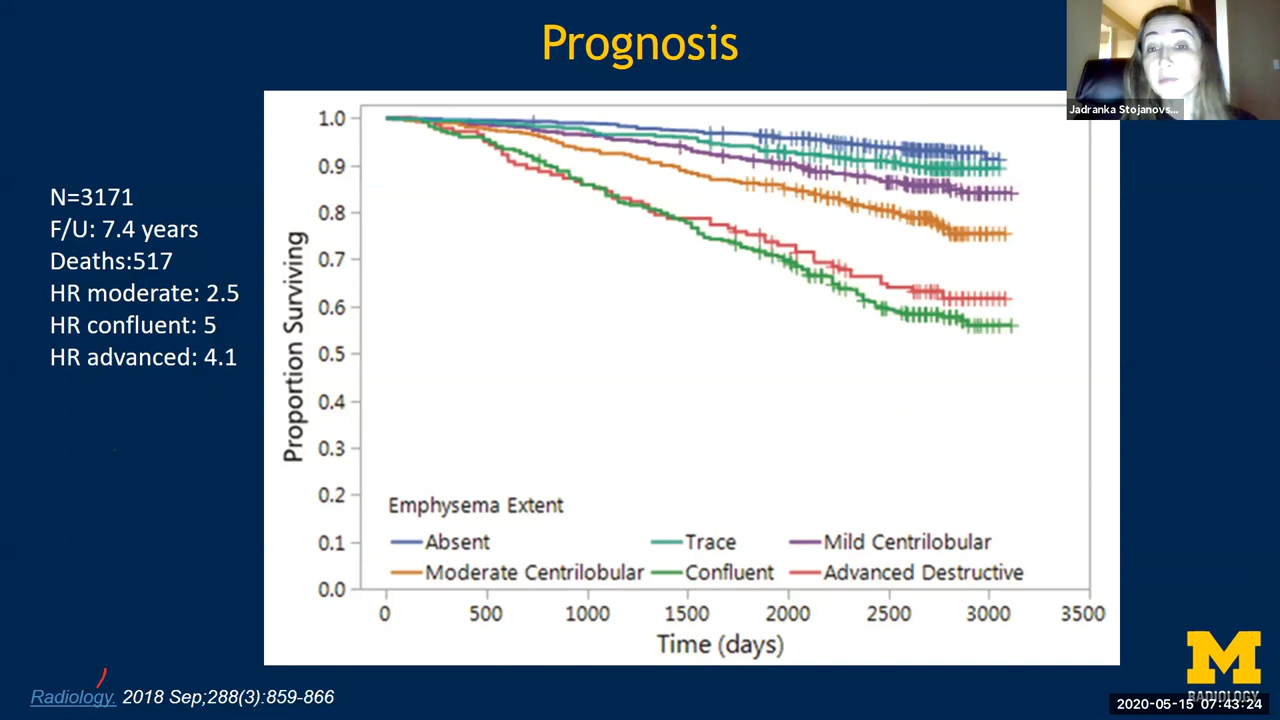 Prognosis
Jadranka Stojanovs...
N=3171
F/U: 7.4 years
Deaths:517
HR moderate: 2.5
HR confluent: 5
HR advanced: 4.1
Proportion Surviving
1.0
0.9
0.8
0.7
0.6
0.5
0.4
0.3
0.2
0.1
0.0
Emphysema Extent
Absent Trace Mild Centrilobular
Moderate Centrilobular Confluent Advanced Destructive
0 500 1000 1500 2000 2500 3000 3500
Time (days)
Radiology. 2018 Sep;288(3):859-866
M
RADIOLOGY
2020-05-15 07:43:24